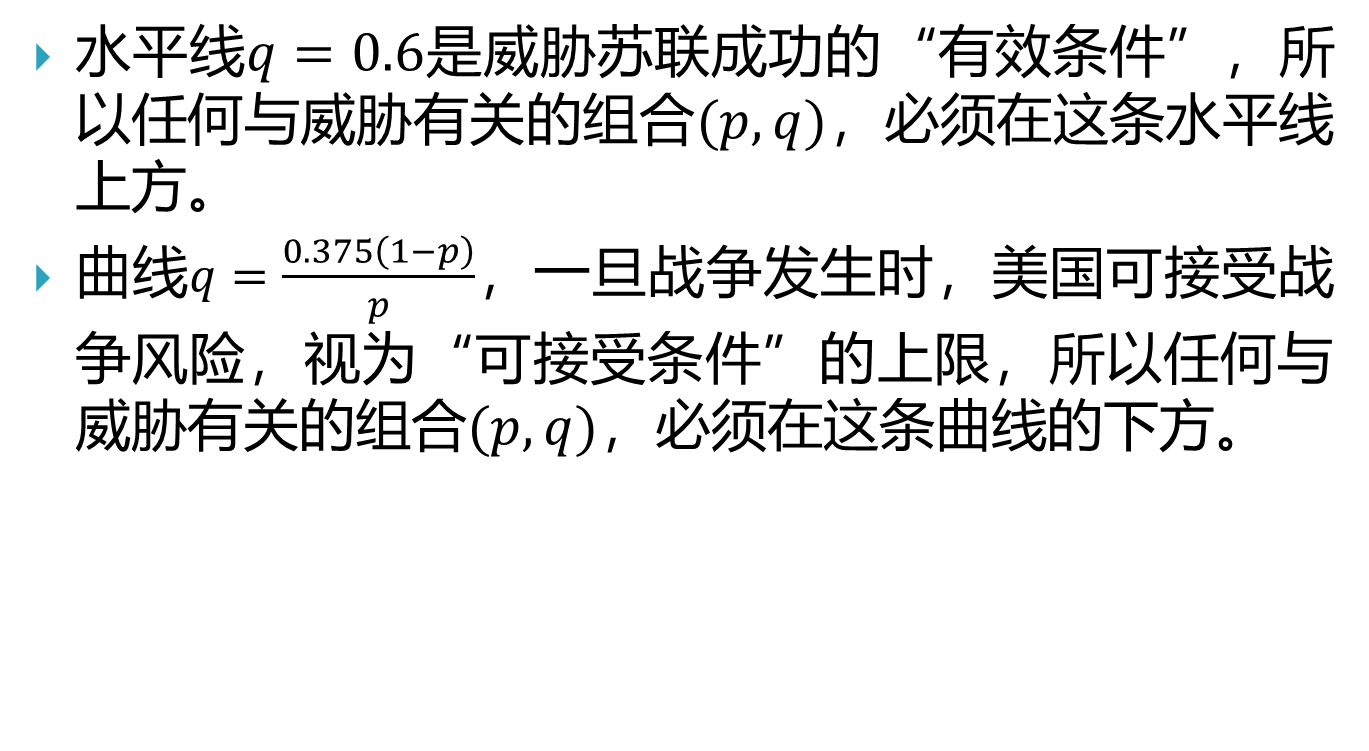 水平线q = 0.6是威胁苏联成功的“有效条件”，所
以任何与威胁有关的组合(p, q)，必须在这条水平线
上方。
曲线q = 0.375(1−p)/p，一旦战争发生时，美国可接受战
争风险，视为“可接受条件”的上限，所以任何与
威胁有关的组合(p, q)，必须在这条曲线的下方。